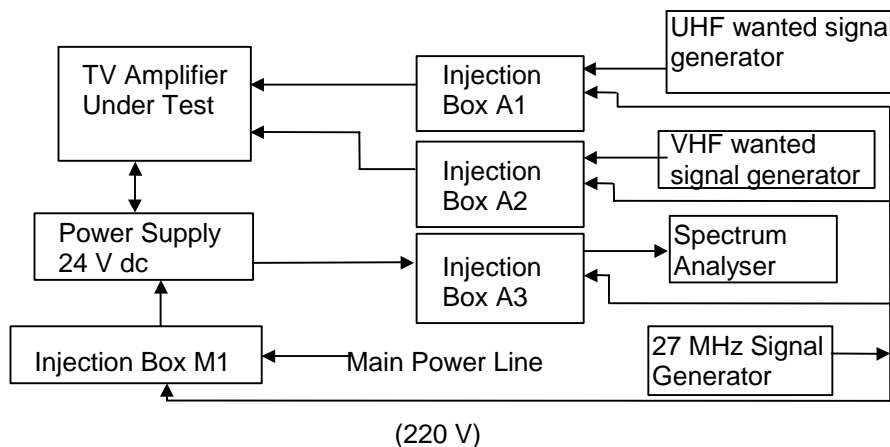 UHF wanted signal
generator
TV Amplifier
Under Test
Injection
Box A1
VHF wanted
signal generator
Injection
Box A2
Power Supply
24 V dc
Injection
Box A3
Spectrum
Analyser
Injection Box M1
Main Power Line
27 MHz Signal
Generator
(220 V)